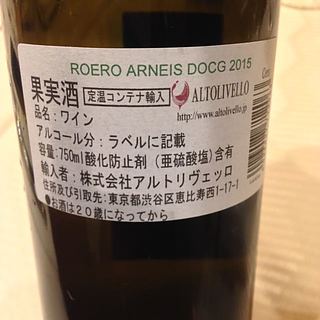 ROERO ARNEIS DOCG 2015
果実酒 定温コンテナ輸入 ALTOLIVELLO
品名：ワイン http://www.altolivello.jp
アルコール分：ラベルに記載
容量:750ml酸化防止剤（亜硫酸塩)含有
輸入者：株式会社アルトリヴェッロ
住所及び引取先：東京都渋谷区恵比寿西1-17-1
●お酒は２０歳になってから